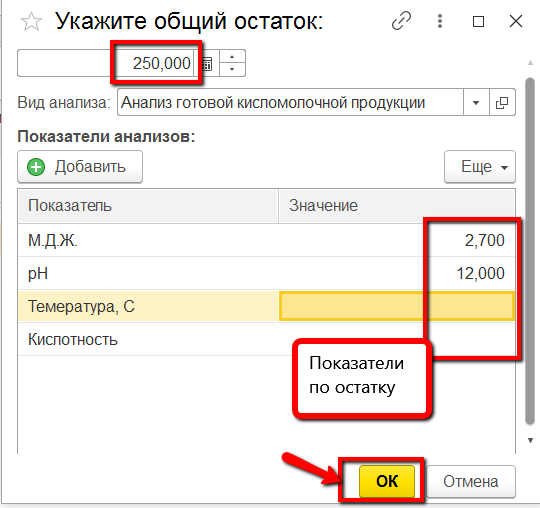 Укажите общий остаток:
250,000
Вид анализа: Анализ готовой кисломолочной продукции
Показатели анализов:
Добавить Еще
Показатель Значение
М.Д.Ж. 2,700
pH 12,000
Темература, С
Кислотность
Показатели
по остатку
ОК Отмена